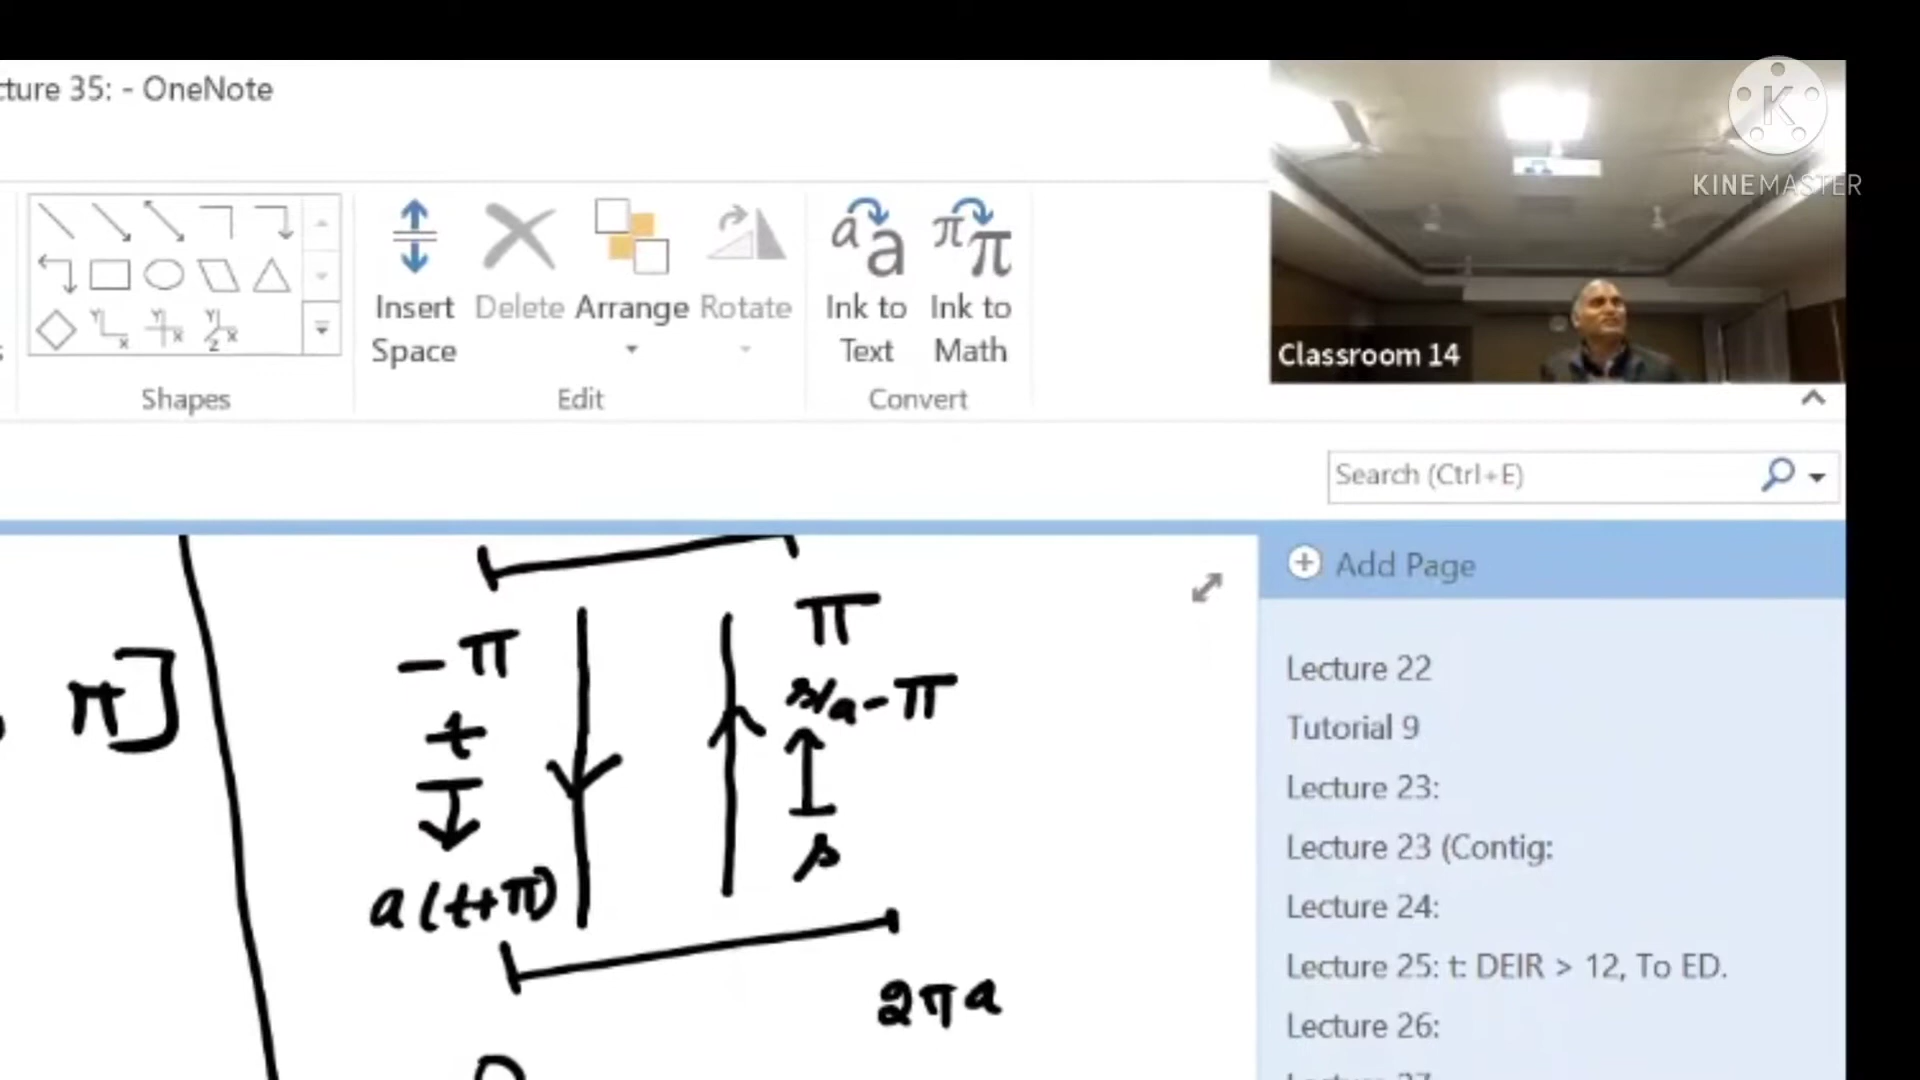 cture 35: - OneNote
KINEMASTER
Insert Space
Delete
Arrange
Rotate
Ink to Text
Ink to Math
Classroom 14
Shapes
Edit
Convert
Search (Ctrl+E)
Add Page
π
-π
, π]
s/a-π
t
s
a(t+π)
2πa
Lecture 22
Tutorial 9
Lecture 23:
Lecture 23 (Contig:
Lecture 24:
Lecture 25: t: DEIR > 12, To ED.
Lecture 26: